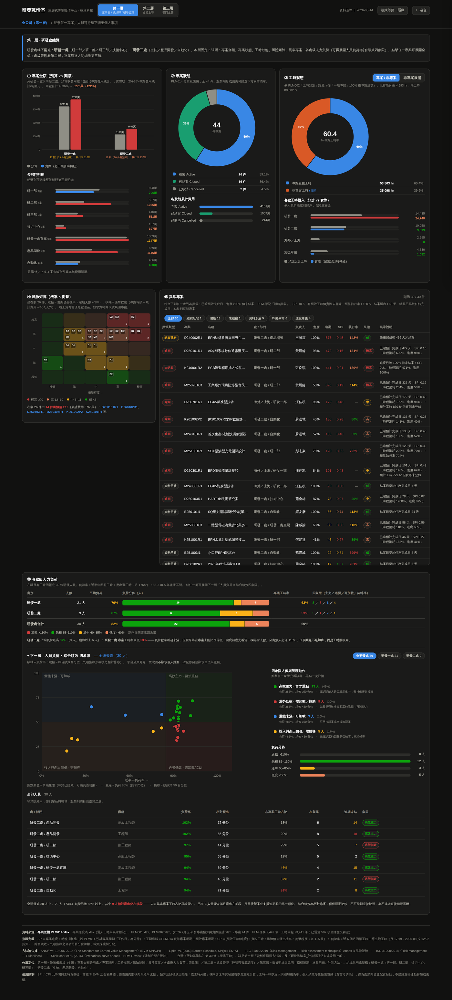 研發戰情室 三層式專案戰情平台 · 桓達科技
第一層
董事長 / 總經理 / 研發協理
第二層
處級主管
第三層
部門主管
資料基準日 2026-08-14
績效等第：隱藏
☾ 淺色
全公司（第一層） › 點擊任一專案／人員可持續下鑽至個人事項
第一層 · 研發處總覽
研發處轄下兩處：研發一處（研一部／研二部／研三部／技術中心）、研發二處（生技／產品開發／自動化）。本層固定 6 張圖：專案金額、專案狀態、工時狀態、風險矩陣、異常專案、各處級人力負荷（可再展開人員負荷×綜合績效四象限）。點擊任一專案可展開全
貌；處級管理看第二層，逐案與逐人明細看第三層。
① 專案金額（預算 vs 實際）
分研發一處與研發二處。預算取費用檔「(預計)專案費用統計」，實際取「2026年-專案費用統
計(範圍)」。 兩處合計 4336萬 → 5276萬（122%）
4000萬
3000萬
2000萬
1000萬
0
3211萬
3730萬
1125萬
1546萬
研發一處
22 案（19 件有預算） 執行率 116%
研發二處
18 案（16 件有預算） 執行率 137%
預算 實際（超出預算時轉紅）
各部門明細
點擊列可切換至該部門第三層明細
研一部 4案 808萬
706萬
研二部 4案 527萬
1025萬
研三部 2案 410萬
511萬
技術中心 3案 157萬
197萬
研發一處直屬 9案 1309萬
1347萬
產品開發 7案 669萬
1146萬
自動化 11案 456萬
420萬
另 海外／上海 4 案未編列預算亦無費用歸屬。
② 專案狀態
PLM014 專案狀態欄，全 44 件。點擊扇形或圖例可篩選下方異常清單。
36%
59%
44
件專案
在製 Active 26 件 59.1%
已結案 Closed 16 件 36.4%
已取消 Cancelled 2 件 4.5%
各狀態累計費用
在製 Active 4101萬
已結案 Closed 1007萬
已取消 Cancelled 244萬
③ 工時狀態
專案 / 非專案
非專案展開
依 PLM002「工時類別」歸屬（僅「一般專案」100% 掛專案編號）。已排除休假 4,593 hr，淨工時
88,602 hr。
40%
60%
60.4
% 專案工時率
專案直接工時 53,503 hr 60.4%
非專案工時 ▸展開 35,098 hr 39.6%
各處工時投入（預計 vs 實際）
依人員所屬處別歸戶，含跨處支援
研發一處 14,435
24,748
研發二處 10,058
9,519
海外／上海 2,595
0
支援單位 4,830
1,082
預計設計工時 實際（超出預計時轉紅）
④ 風險矩陣（機率 × 衝擊）
僅在製 26 件。縱軸＝逾期發生機率（逾期天數＋SPI），橫軸＝衝擊程度（專案等級＋累
計費用＋投入人力）。 右上角為需優先處理區。點擊方格內代號展開專案。
極高 D2 M2 2 K2 1
高 D2 D2 D2 M2 4 D2 D2 D2 K2 M2 5 K2 K2 M2 M2 4 K2 K2 2
中 D2 D2 2 D2 D2 2
低 E2 1 M2 1 K2 1
極低 D2 1
極低 低 中 高 極高
衝擊程度 →
極高 ≥20 高 12–19 中 6–11 低 <6
在製 26 件中 14 件風險值 ≥12（累計費用 3766萬）： D250101R1、D260402R1、
D260403R1、D260405R1、K201002P2、K240101P1 等。
⑤ 異常專案
顯示 30 / 30 件
符合下列任一者列為異常：已逾預計完成日、進度 ≥99% 但未結案、PLM 標記「即將異常」、SPI <0.6、有預計工時但實際未登錄、預算執行率 >150%、結案延宕 >60 天、結案日早於任務完
成日。點擊列展開專案。
全部 30 結案延宕 1 逾期 13 未結案 1 資料矛盾 5 即將異常 6 進度落後 4
異常類型 專案 名稱 處 / 部門 負責人 進度 逾期 SPI 執行率 風險 異常說明
結案延宕 D240902R1 EPH結構改善與提升生… 研發二處 / 產品開發 王瀚霆 100% 577 0.45 142% 低 任務完成後 495 天才結案
逾期 D250101R1 AI冷卻系統數位通訊溫度… 研發一處 / 研二部 黃胤綸 98% 472 0.16 131% 極高 已逾預計完成日 472 天；SPI 0.16
（時程消耗 600%、進度 98%）
未結案 K240801R2 PCB濕製程用插入式壓… 研發一處 / 研一部 張良琪 100% 441 0.21 139% 極高 進度已達 100% 但未結案；SPI
0.21（時程消耗 471%、進度
100%）
逾期 M250201C1 工業爆炸環境防爆型音叉… 研發一處 / 研二部 黃胤綸 50% 326 0.19 114% 極高 已逾預計完成日 326 天；SPI 0.19
（時程消耗 264%、進度 50%）
逾期 D250701R1 EGX5标准型技转 海外／上海 / 研发一部 汪佳凯 96% 172 0.48 — 中 已逾預計完成日 172 天；SPI 0.48
（時程消耗 199%、進度 96%）；
預計工時 839 hr 但實際未登錄
逾期 K201002P2 (K201002R2)SP數位熱… 研發二處 / 自動化 蘇漢城 40% 136 0.28 80% 高 已逾預計完成日 136 天；SPI 0.28
（時程消耗 141%、進度 40%）
逾期 M240101P1 首次生產-液體洩漏偵測器 研發二處 / 自動化 蘇漢城 52% 135 0.40 53% 高 已逾預計完成日 135 天；SPI 0.40
（時程消耗 130%、進度 52%）
逾期 M251001R1 SDX緊湊型光電開關設計 研發一處 / 研二部 彭志豪 70% 120 0.35 722% 高 已逾預計完成日 120 天；SPI 0.35
（時程消耗 202%、進度 70%）；
預算執行率 722%
逾期 D250301R1 EPD電磁流量計技转 海外／上海 / 研发一部 汪佳凯 64% 101 0.43 — 中 已逾預計完成日 101 天；SPI 0.43
（時程消耗 148%、進度 64%）；
預計工時 779 hr 但實際未登錄
資料矛盾 M240803P1 EGX5防腐型技转 海外／上海 / 研发一部 汪佳凯 100% 93 0.58 — 低 結案日早於任務完成日 7 天
逾期 D260103R1 HART dd先期研究案 研發一處 / 技術中心 蕭金椿 87% 78 0.07 20% 中 已逾預計完成日 78 天；SPI 0.07
（時程消耗 1208%、進度 87%）
資料矛盾 E250101I1 SQ壓力開關調校設備(單… 研發二處 / 自動化 羅友彥 100% 66 0.74 113% 低 結案日早於任務完成日 24 天
逾期 M250301C1 一體型電磁流量計北美多… 研發一處 / 研發一處直屬 陳威諭 66% 58 0.56 110% 高 已逾預計完成日 58 天；SPI 0.56
（時程消耗 118%、進度 66%）
逾期 K251001R1 EPH水量計型式認證技… 研發一處 / 研一部 何昆達 41% 46 0.27 39% 高 已逾預計完成日 46 天；SPI 0.27
（時程消耗 153%、進度 41%）
資料矛盾 E251003I1 小口徑EPH測試台 研發二處 / 自動化 蘇漢城 100% 22 0.84 399% 低 結案日早於任務完成日 2 天
資料矛盾 D260102R1 2026年程式碼審查1st 研發一處 / 技術中心 蕭金椿 100% 17 1.07 281% 低 結案日早於任務完成日 5 天
⑥ 各處級人力負荷
在職且有工時回報之 30 位研發人員。負荷率＝近半年回報工時 ÷ 應出勤工時（月 176hr）；85–110% 為健康區間。 點任一處可展開下一層「人員負荷 × 綜合績效四象限」。
處別 人數 平均負荷 負荷分佈（人） 專案工時率 四象限（主力／過勞／可加載／待輔導）
研發一處 21 人 79% 16 4 63% 8 ／ 8 ／ 1 ／ 4
研發二處 9 人 87% 6 2 53% 5 ／ 1 ／ 2 ／ 1
研發處合計 30 人 82% 22 5 60%
過載 >110% 飽和 85–110% 適中 60–85% 低度 <60% 點列展開該處四象限
研發二處 平均負荷最高 87% （9 人、飽和以上 6 人）； 研發二處 專案工時率最低 53% —— 負荷數字看起來滿，但實際落在專案上的比例偏低，調度前應先看這一欄再看人數。全處無人超過 110%，代表問題不是加班，而是工時的去向。
▾ 下一層 人員負荷 × 綜合績效 四象限 — 全研發處（30 人）
全研發處 30 研發一處 21 研發二處 9
橫軸＝負荷率；縱軸＝綜合績效百分位（九項指標加權後之相對排序）。 平台全員可見，故此圖不顯示個人姓名，滑鼠停留僅顯示單位與職稱。
100
75
50
25
0
量能未滿 · 可加載
高效主力 · 留才重點
投入與產出俱低 · 需輔導
過勞低效 · 需卸載/協助
0% 30% 60% 90% 120%
近半年負荷率 →
圓點顏色＝所屬象限（等第已隱藏，可由頁首切換） · 直線＝負荷 85%（飽和門檻） · 橫線＝績效第 50 百分位
四象限人數與管理動作
點擊任一象限只看該群；再點一次取消
高效主力 · 留才重點 13 人 （43%）
負荷 ≥85%、績效 ≥50 分位 · 確認關鍵人是否過度集中，安排備援與接班
過勞低效 · 需卸載／協助 9 人 （30%）
負荷 ≥85%、績效 <50 分位 · 先看是否被非專案工時吃掉，再談能力
量能未滿 · 可加載 3 人 （10%）
負荷 <85%、績效 ≥50 分位 · 可承接新案或支援逾期案
投入與產出俱低 · 需輔導 5 人 （17%）
負荷 <85%、績效 <50 分位 · 先確認工時回報是否確實，再談輔導
負荷分佈
過載 >110% 0 人
飽和 85–110% 22 人
適中 60–85% 3 人
低度 <60% 5 人
全部人員 30 人
等第隱藏中，僅列單位與職稱；點擊列前往該處第二層。
處 / 部門 職稱 負荷率 相對產出 非專案工時占比 在製案 逾期未結 象限
研發二處 / 產品開發 高級工程師 103% 72 分位 13% 6 14 高效主力
研發二處 / 產品開發 工程師 102% 56 分位 20% 8 18 高效主力
研發一處 / 研二部 副工程師 97% 41 分位 29% 5 7 過勞低效
研發一處 / 技術中心 高級工程師 95% 65 分位 12% 5 2 高效主力
研發一處 / 研發一處直屬 高級工程師 94% 59 分位 46% 4 15 高效主力
研發一處 / 研二部 副工程師 94% 46 分位 37% 2 11 過勞低效
研發二處 / 自動化 工程師 94% 71 分位 91% 2 8 高效主力
全研發處 30 人中， 22 人（73%）負荷已達 85% 以上， 其中 9 人相對產出仍在後段 —— 先查其非專案工時占比再論能力。 另有 3 人量能未滿且產出在前段，是承接新案或支援逾期案的第一順位。 綜合績效為相對排序，僅供同期比較，不可跨期直接比對，亦不建議直接連動薪酬。
資料來源：專案主檔 PLM014.xlsx、專案進度表.xlsx（逐人工時與異常標記）、PLM001.xlsx、PLM002.xlsx、(2026.7月份)研發專案預算與實際統計.xlsx （專案 44 件、PLM 任務 2,449 筆、工時回報 23,441 筆；已通過 587 項全鏈交叉驗證）
指標定義：SPI＝專案進度 ÷ 時程消耗比（以 PLM014 預計專案周期「工作日」為分母）；工期膨脹＝PLM014 實際專案周期 ÷ 預計專案周期；CPI＝(預計工時×進度) ÷ 實際工時；風險值＝發生機率 × 衝擊程度（各 1–5 級）； 負荷率＝近 6 個月回報工時 ÷ 應出勤工時（月 176hr，2026-08 按 12/22
折算）；綜合績效＝九項指標之全公司百分位加權，等第採強制分配。
方法論依據：ANSI/PMI 19-006-2019《The Standard for Earned Value Management》(EVM SPI/CPI) · Lipke, W. (2003) Earned Schedule, SPI(t)＝ES÷AT · IEC 31010:2019《Risk management — Risk assessment techniques》Annex B 風險矩陣 · ISO 31000:2018《Risk management
— Guidelines》 · Schleicher et al. (2016)《Precarious curve ahead》, HRM Review（強制分配之限制） · 台灣《勞動基準法》第 30 條（標準工時）。詳見第一層「資料來源與方法論」及《研發戰情室_計算與評估方式說明.md》。
分層定位：第一層＝決策儀表板（6 圖：專案金額分兩處／專案狀態／工時狀態／風險矩陣／異常專案／各處級人力負荷→四象限）／第二層＝處級管理（控管與資源調度）／第三層＝數據明細與說明（指標追溯、逐案明細、計算方法）。組織為兩處架構：研發一處（研一部、研二部、技術中心、
研三部）、研發二處（生技、產品開發、自動化）。
使用限制：SPI／CPI 以時間與工時為基礎，非標準 EVM 之金額基礎，僅適用內部橫向與縱向比較； 預算三段構成已扣除「依工時分攤」欄內含之研究發展費以免重複計算；工時一律以逐人明細加總為準；個人績效等第預設隱藏（頁首可切換），僅為面談與資源配置起點，不建議直接連動薪酬或去
留。